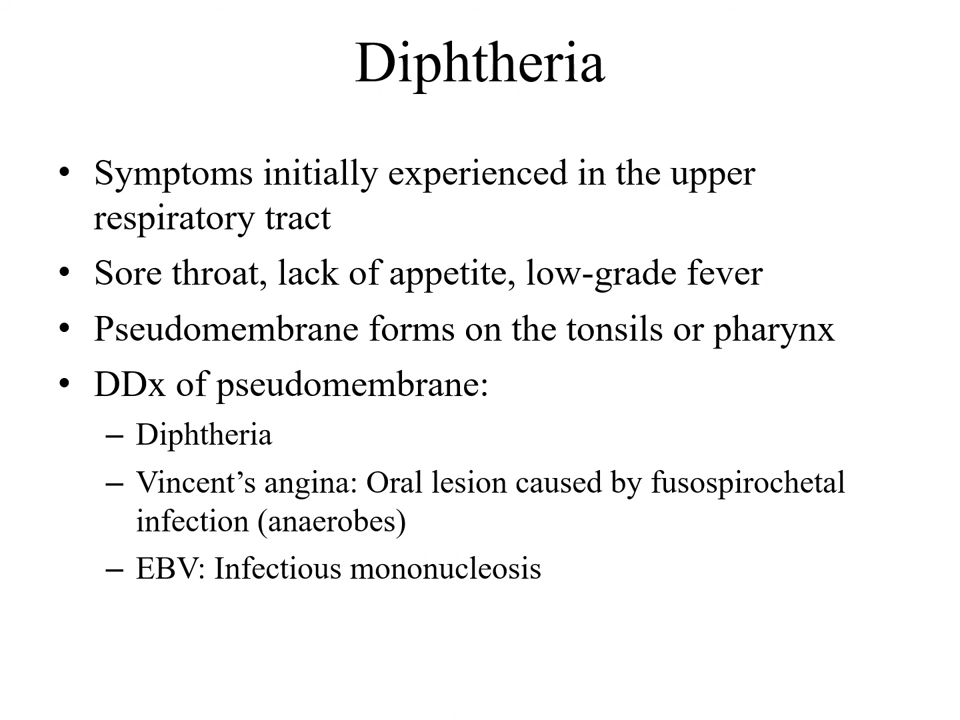 Diphtheria
• Symptoms initially experienced in the upper
respiratory tract
• Sore throat, lack of appetite, low-grade fever
• Pseudomembrane forms on the tonsils or pharynx
• DDx of pseudomembrane:
– Diphtheria
– Vincent’s angina: Oral lesion caused by fusospirochetal
infection (anaerobes)
– EBV: Infectious mononucleosis